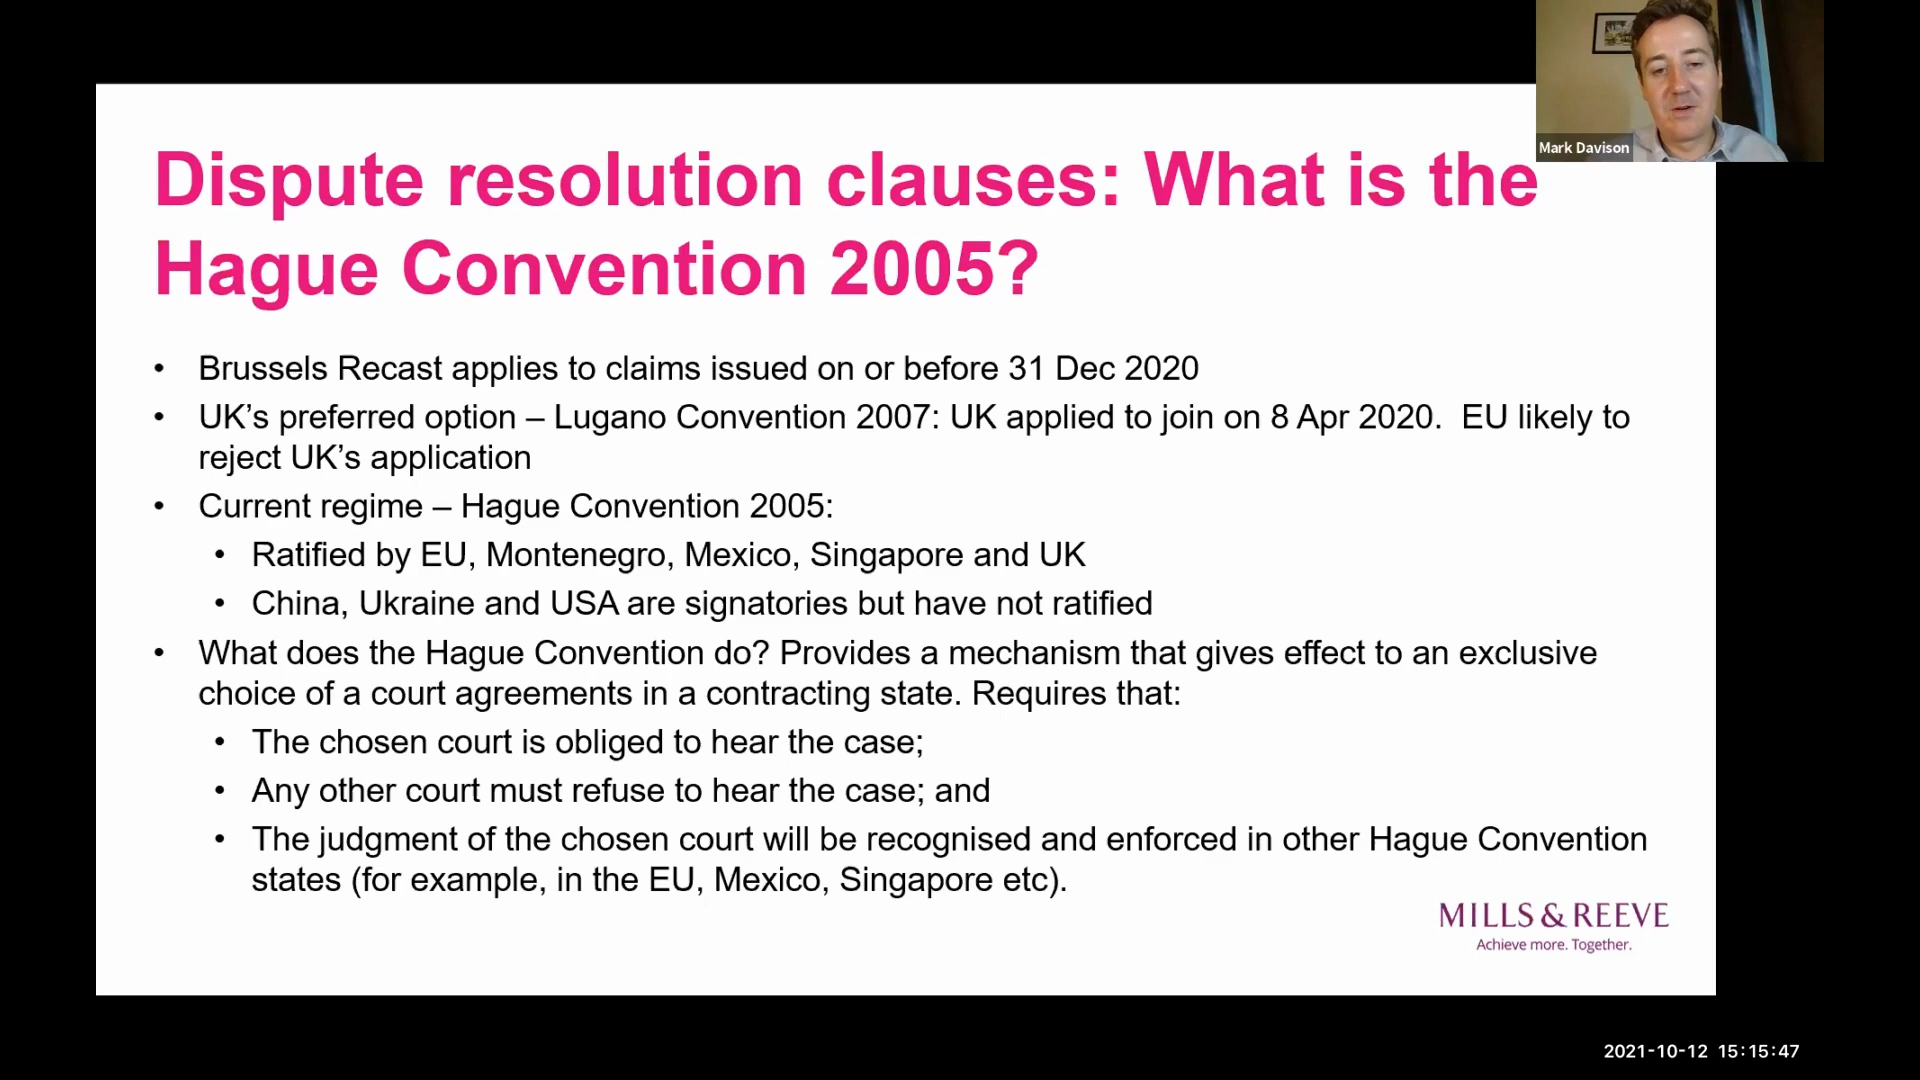 Mark Davison
Dispute resolution clauses: What is the
Hague Convention 2005?
• Brussels Recast applies to claims issued on or before 31 Dec 2020
• UK’s preferred option – Lugano Convention 2007: UK applied to join on 8 Apr 2020.  EU likely to
reject UK’s application
• Current regime – Hague Convention 2005:
• Ratified by EU, Montenegro, Mexico, Singapore and UK
• China, Ukraine and USA are signatories but have not ratified
• What does the Hague Convention do? Provides a mechanism that gives effect to an exclusive
choice of a court agreements in a contracting state. Requires that:
• The chosen court is obliged to hear the case;
• Any other court must refuse to hear the case; and
• The judgment of the chosen court will be recognised and enforced in other Hague Convention
states (for example, in the EU, Mexico, Singapore etc).
MILLS & REEVE
Achieve more. Together.
2021-10-12 15:15:47